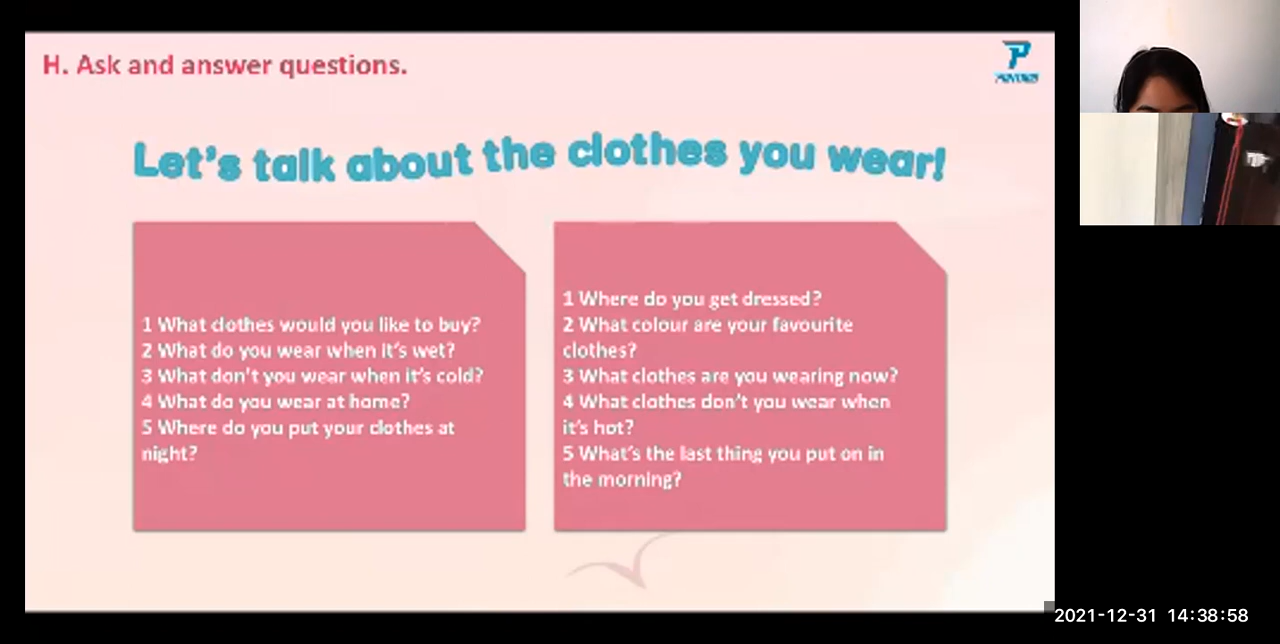 H. Ask and answer questions.
Let's talk about the clothes you wear!
1 What clothes would you like to buy?
2 What do you wear when it's wet?
3 What don't you wear when it's cold?
4 What do you wear at home?
5 Where do you put your clothes at
night?
1 Where do you get dressed?
2 What colour are your favourite
clothes?
3 What clothes are you wearing now?
4 What clothes don't you wear when
it's hot?
5 What's the last thing you put on in
the morning?
2021-12-31 14:38:58